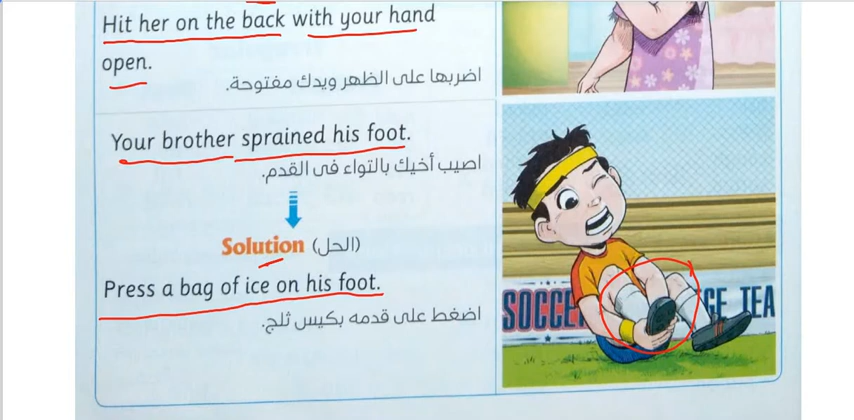 Hit her on the back with your hand
open.
اضربها على الظهر ويدك مفتوحة.
Your brother sprained his foot.
اصيب أخيك بالتواء فى القدم.
Solution (الحل)
Press a bag of ice on his foot.
اضغط على قدمه بكيس ثلج.
SOCCE CE TEA